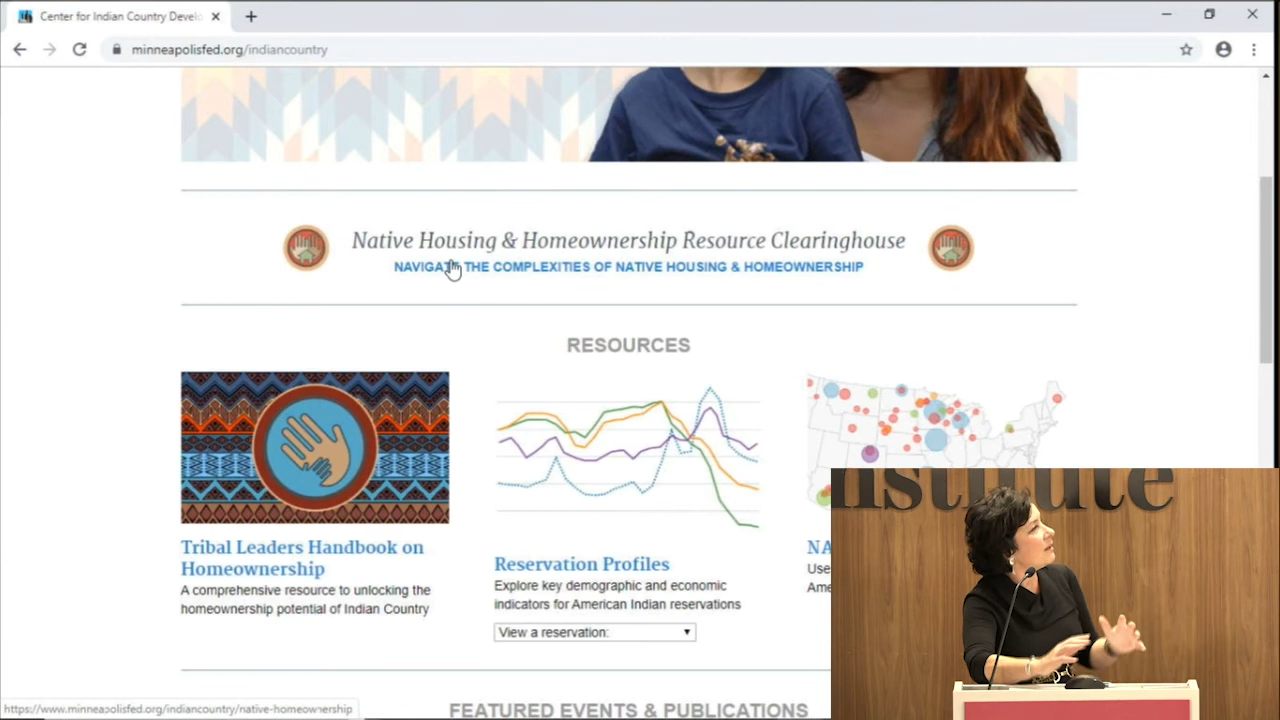 Center for Indian Country Develo
minneapolisfed.org/indiancountry
Native Housing & Homeownership Resource Clearinghouse
NAVIGATE THE COMPLEXITIES OF NATIVE HOUSING & HOMEOWNERSHIP
RESOURCES
Tribal Leaders Handbook on
Homeownership
A comprehensive resource to unlocking the
homeownership potential of Indian Country
Reservation Profiles
Explore key demographic and economic
indicators for American Indian reservations
View a reservation:
NA
Use
Ame
nstitute
https://www.minneapolisfed.org/indiancountry/native-homeownership
FEATURED EVENTS & PUBLICATIONS